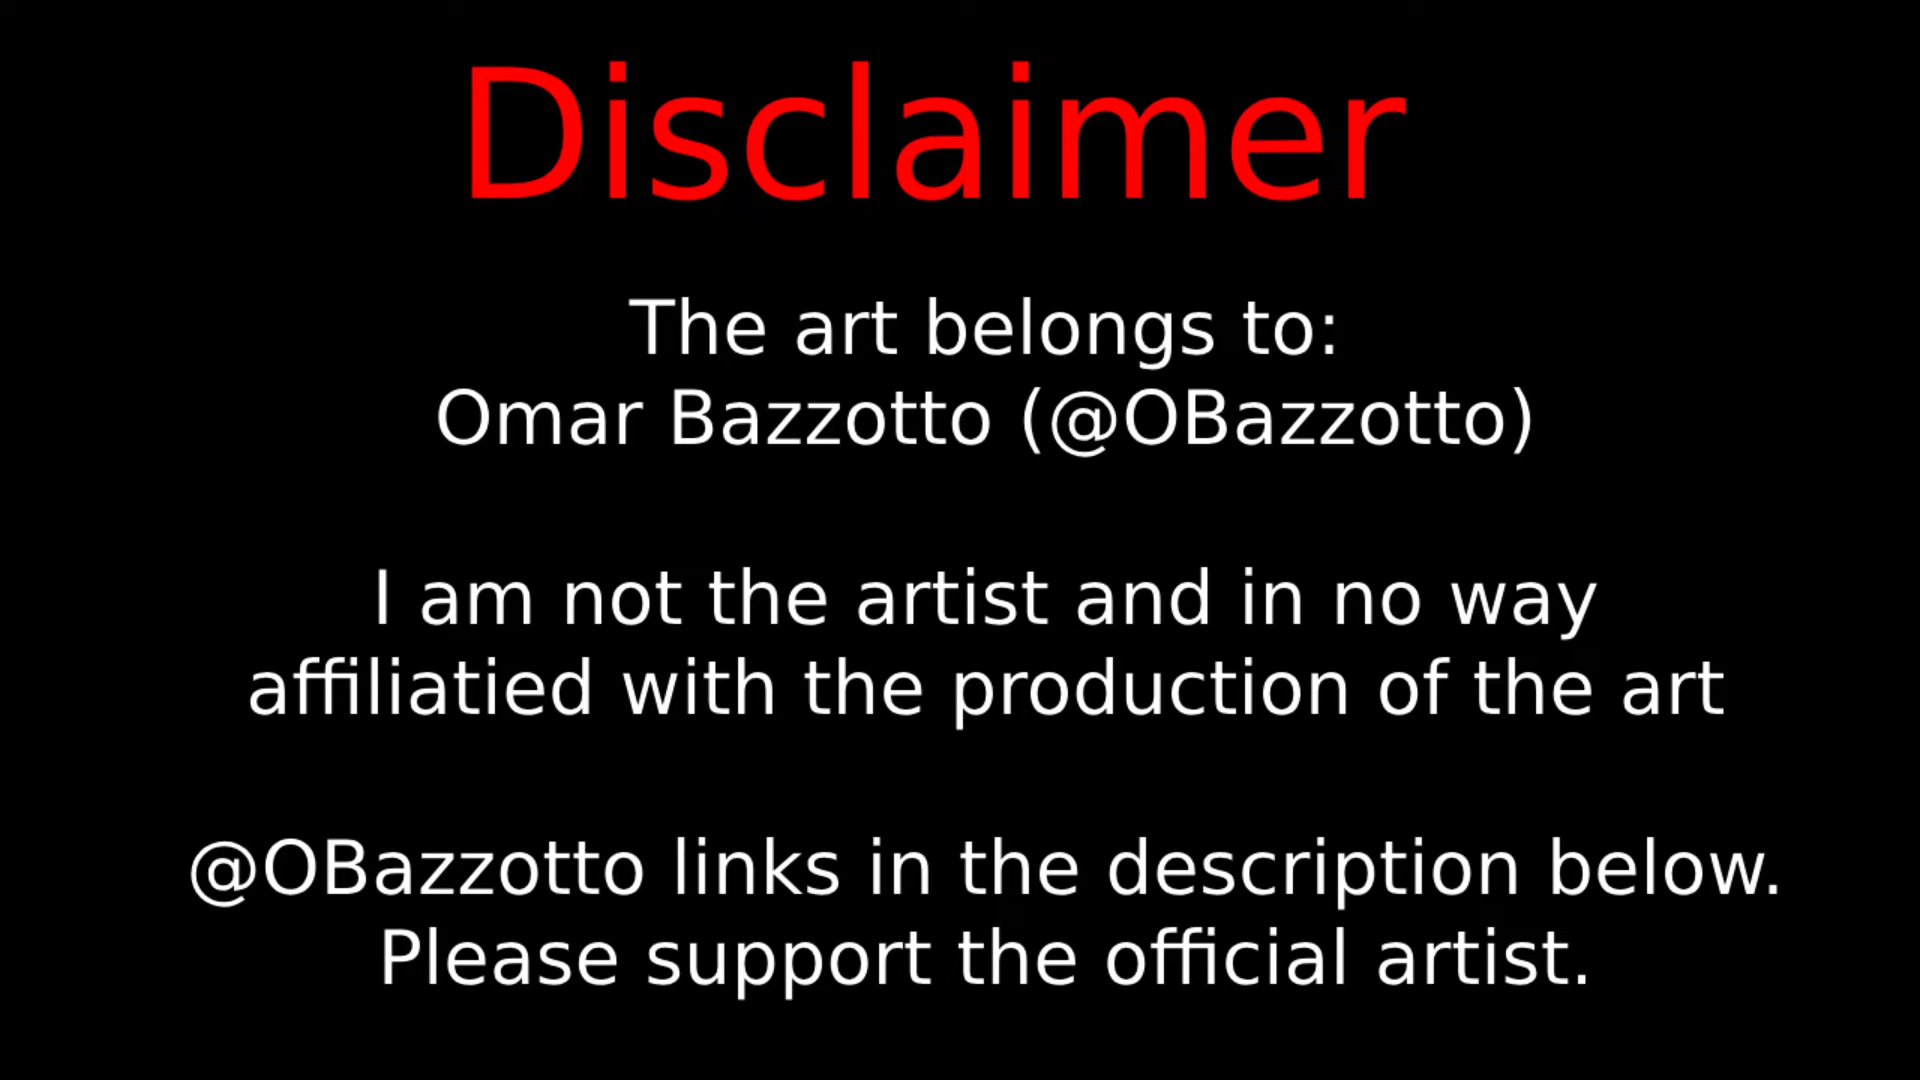 Disclaimer
The art belongs to:
Omar Bazzotto (@OBazzotto)
I am not the artist and in no way
affiliatied with the production of the art
@OBazzotto links in the description below.
Please support the official artist.